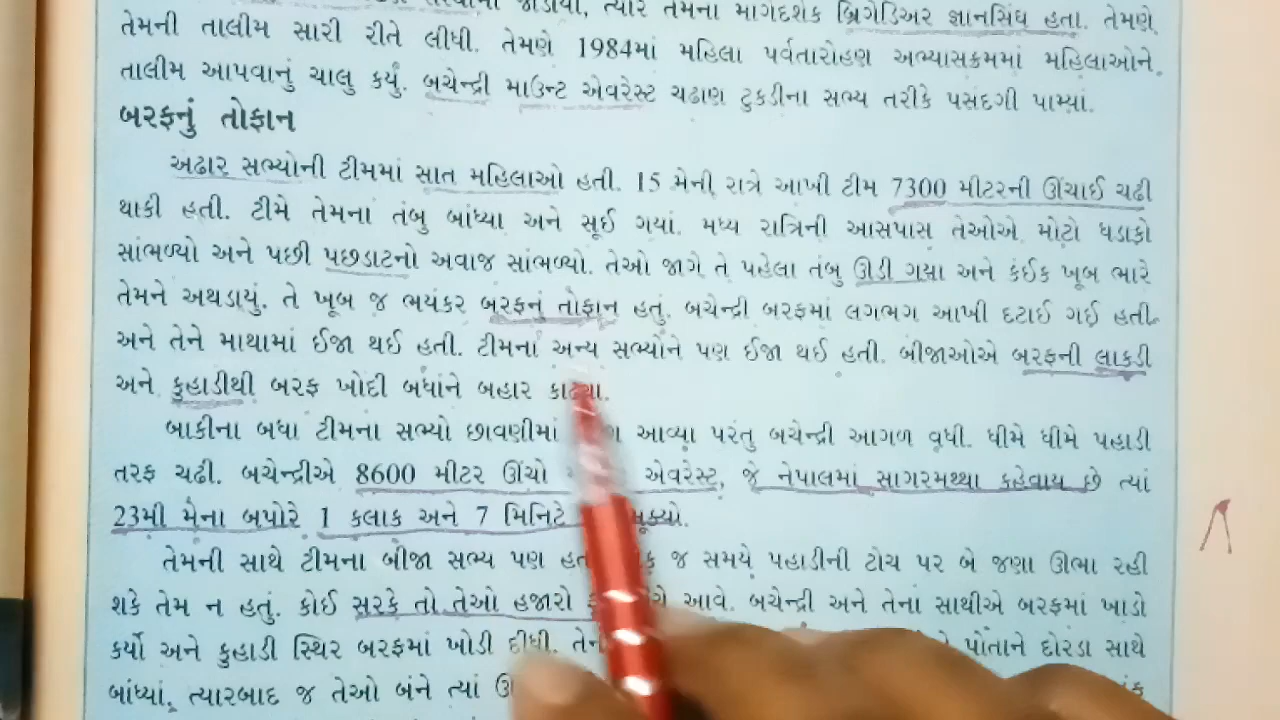 જોડાયા, ત્યારે તેમના માર્ગદર્શક બ્રિગેડિઅર જ્ઞાનસિંઘ હતા. તેમણે
તેમની તાલીમ સારી રીતે લીધી. તેમણે 1984માં મહિલા પર્વતારોહણ અભ્યાસક્રમમાં મહિલાઓને
તાલીમ આપવાનું ચાલુ કર્યું. બચેન્દ્રી માઉન્ટ એવરેસ્ટ ચઢાણ ટુકડીના સભ્ય તરીકે પસંદગી પામ્યાં.
બરફનું તોફાન
અઢાર સભ્યોની ટીમમાં સાત મહિલાઓ હતી. 15 મેની રાત્રે આખી ટીમ 7300 મીટરની ઊંચાઈ ચઢી
થાકી હતી. ટીમે તેમનાં તંબુ બાંધ્યા અને સૂઈ ગયાં. મધ્ય રાત્રિની આસપાસ તેઓએ મોટો ધડાકો
સાંભળ્યો અને પછી પછડાટનો અવાજ સાંભળ્યો. તેઓ જાગે તે પહેલા તંબુ ઊડી ગયા અને કંઈક ખૂબ ભારે
તેમને અથડાયું. તે ખૂબ જ ભયંકર બરફનું તોફાન હતું. બચેન્દ્રી બરફમાં લગભગ આખી દટાઈ ગઈ હતી
અને તેને માથામાં ઈજા થઈ હતી. ટીમનાં અન્ય સભ્યોને પણ ઈજા થઈ હતી. બીજાઓએ બરફની લાકડી
અને કુહાડીથી બરફ ખોદી બધાંને બહાર કાઢ્યા.
બાકીના બધા ટીમના સભ્યો છાવણીમાં આવ્યા પરંતુ બચેન્દ્રી આગળ વધી. ધીમે ધીમે પહાડી
તરફ ચઢી. બચેન્દ્રીએ 8600 મીટર ઊંચો એવરેસ્ટ, જે નેપાલમાં સાગરમથ્થા કહેવાય છે ત્યાં
23મી મેના બપોરે 1 કલાક અને 7 મિનિટે મૂક્યો.
તેમની સાથે ટીમના બીજા સભ્ય પણ જ સમયે પહાડીની ટોચ પર બે જણા ઊભા રહી
શકે તેમ ન હતું. કોઈ સરકે તો તેઓ હજારો આવે. બચેન્દ્રી અને તેનાં સાથીએ બરફમાં ખાડો
કર્યો અને કુહાડી સ્થિર બરફમાં ખોડી દીધી. પોતાને દોરડા સાથે
બાંધ્યાં, ત્યારબાદ જ તેઓ બંને ત્યાં